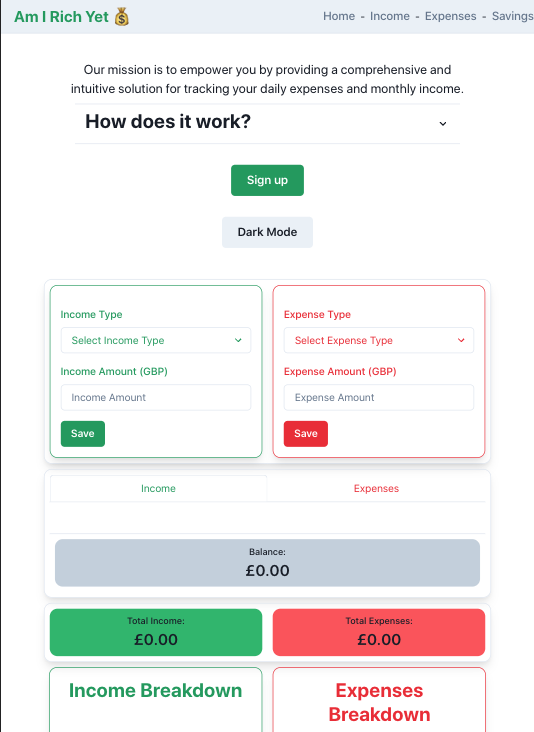 Am I Rich Yet 💰
Home - Income - Expenses - Savings
Our mission is to empower you by providing a comprehensive and
intuitive solution for tracking your daily expenses and monthly income.
How does it work?
Sign up
Dark Mode
Income Type
Select Income Type
Income Amount (GBP)
Income Amount
Save
Expense Type
Select Expense Type
Expense Amount (GBP)
Expense Amount
Save
Income
Expenses
Balance:
£0.00
Total Income:
£0.00
Total Expenses:
£0.00
Income Breakdown
Expenses
Breakdown